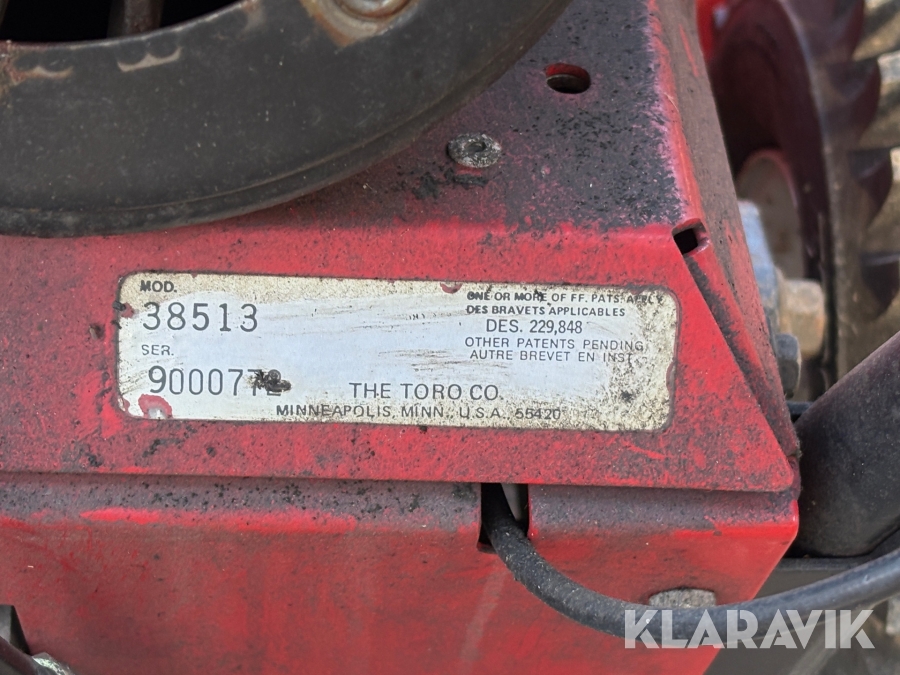 MOD.
38513
SER.
ONE OR MORE OF FF. PATS. APPLY
DES BRAVETS APPLICABLES
DES. 229,848
OTHER PATENTS PENDING
AUTRE BREVET EN INST.
THE TORO CO.
MINNEAPOLIS, MINN., U.S.A. 55420
KLARAVIK